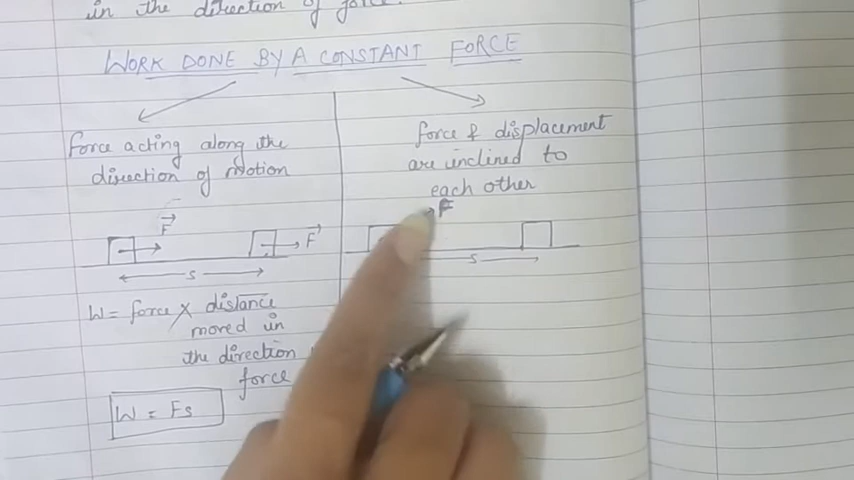 in the direction of force.
WORK DONE BY A CONSTANT FORCE
force acting along the
direction of motion
F
F
S
W = force x distance
moved in
the direction
force
W = Fs
force & displacement
are inclined to
each other
F
S